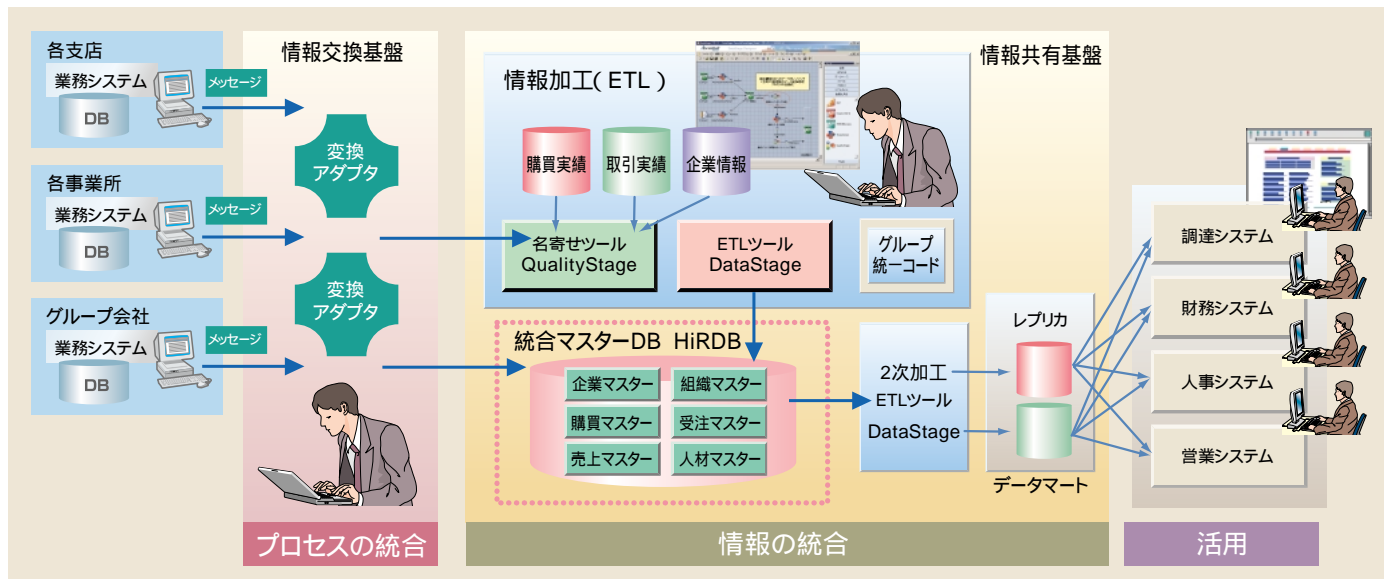 各支店
業務システム
DB
メッセージ
各事業所
業務システム
DB
メッセージ
グループ会社
業務システム
DB
メッセージ
情報交換基盤
変換
アダプタ
変換
アダプタ
プロセスの統合
情報共有基盤
情報加工(ETL)
購買実績
取引実績
企業情報
名寄せツール
QualityStage
ETLツール
DataStage
グループ
統一コード
統合マスターDB HiRDB
企業マスター
組織マスター
購買マスター
受注マスター
売上マスター
人材マスター
2次加工
ETLツール
DataStage
レプリカ
データマート
情報の統合
調達システム
財務システム
人事システム
営業システム
活用